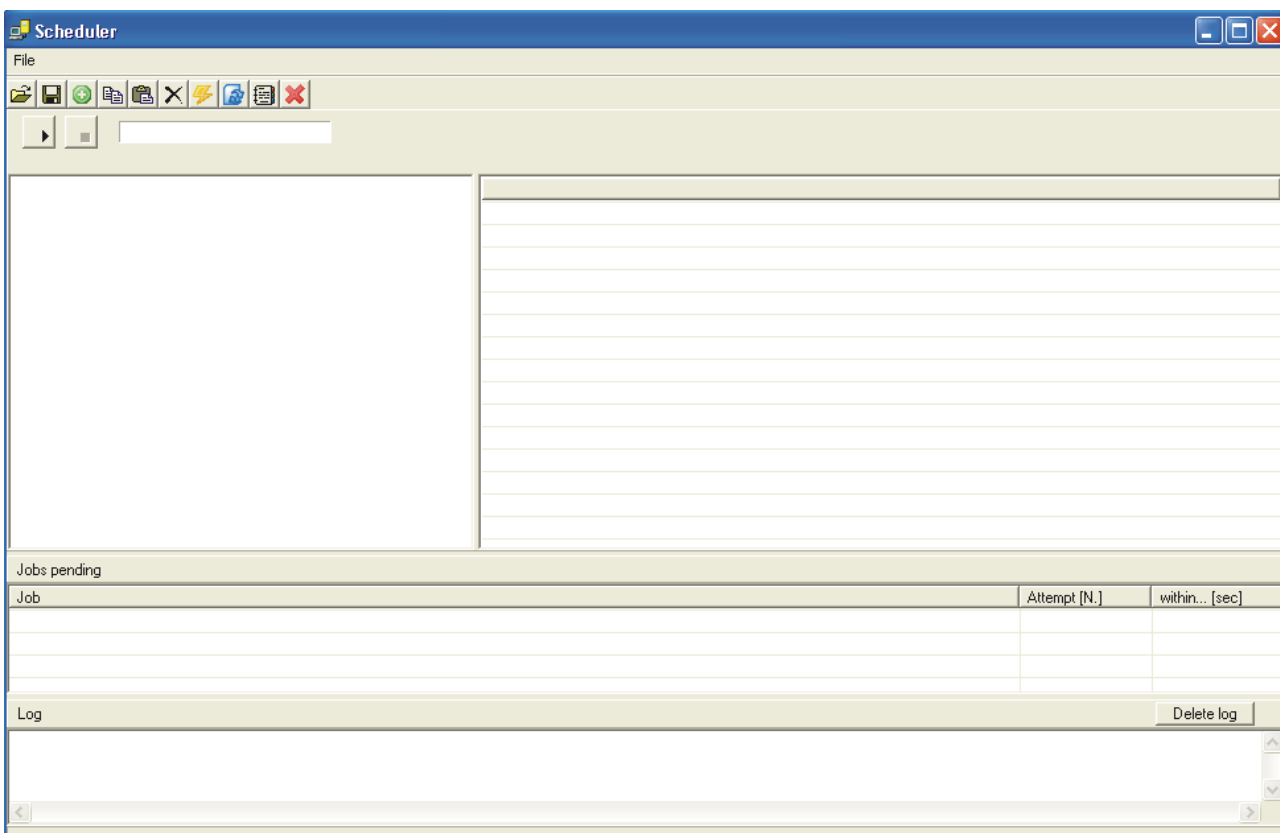 Scheduler
File
Jobs pending
Job Attempt [N.] within... [sec]
Log Delete log